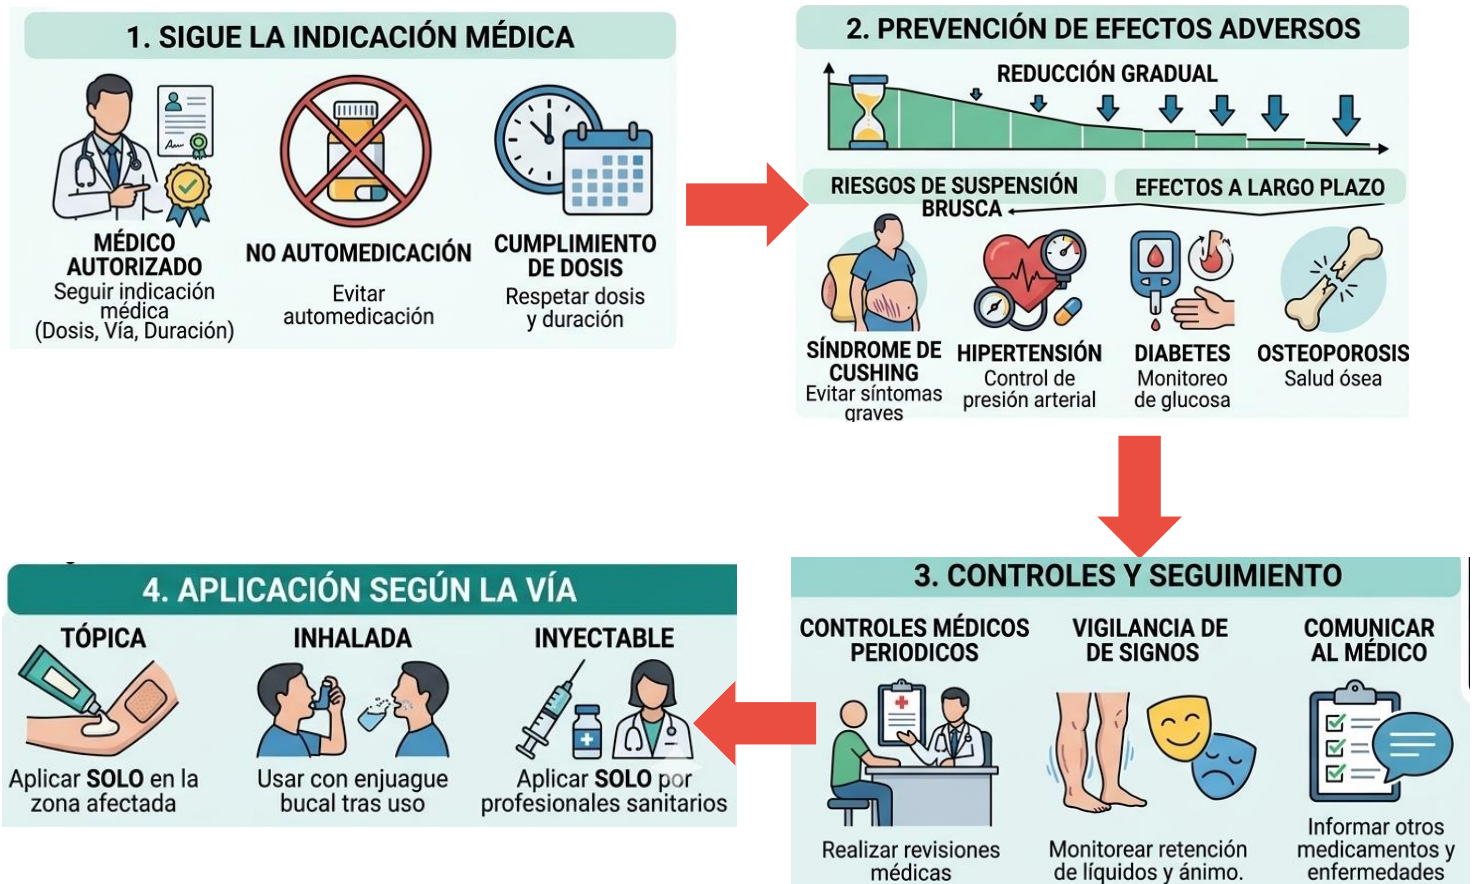 1. SIGUE LA INDICACIÓN MÉDICA
MÉDICO
AUTORIZADO
Seguir indicación
médica
(Dosis, Vía, Duración)
NO AUTOMEDICACIÓN
Evitar
automedicación
CUMPLIMIENTO
DE DOSIS
Respetar dosis
y duración
2. PREVENCIÓN DE EFECTOS ADVERSOS
REDUCCIÓN GRADUAL
RIESGOS DE SUSPENSIÓN
BRUSCA
EFECTOS A LARGO PLAZO
SÍNDROME DE
CUSHING
Evitar síntomas
graves
HIPERTENSIÓN
Control de
presión arterial
DIABETES
Monitoreo
de glucosa
OSTEOPOROSIS
Salud ósea
3. CONTROLES Y SEGUIMIENTO
CONTROLES MÉDICOS
PERIODICOS
Realizar revisiones
médicas
VIGILANCIA DE
DE SIGNOS
Monitorear retención
de líquidos y ánimo.
COMUNICAR
AL MÉDICO
Informar otros
medicamentos y
enfermedades
4. APLICACIÓN SEGÚN LA VÍA
TÓPICA
Aplicar SOLO en la
zona afectada
INHALADA
Usar con enjuague
bucal tras uso
INYECTABLE
Aplicar SOLO por
profesionales sanitarios